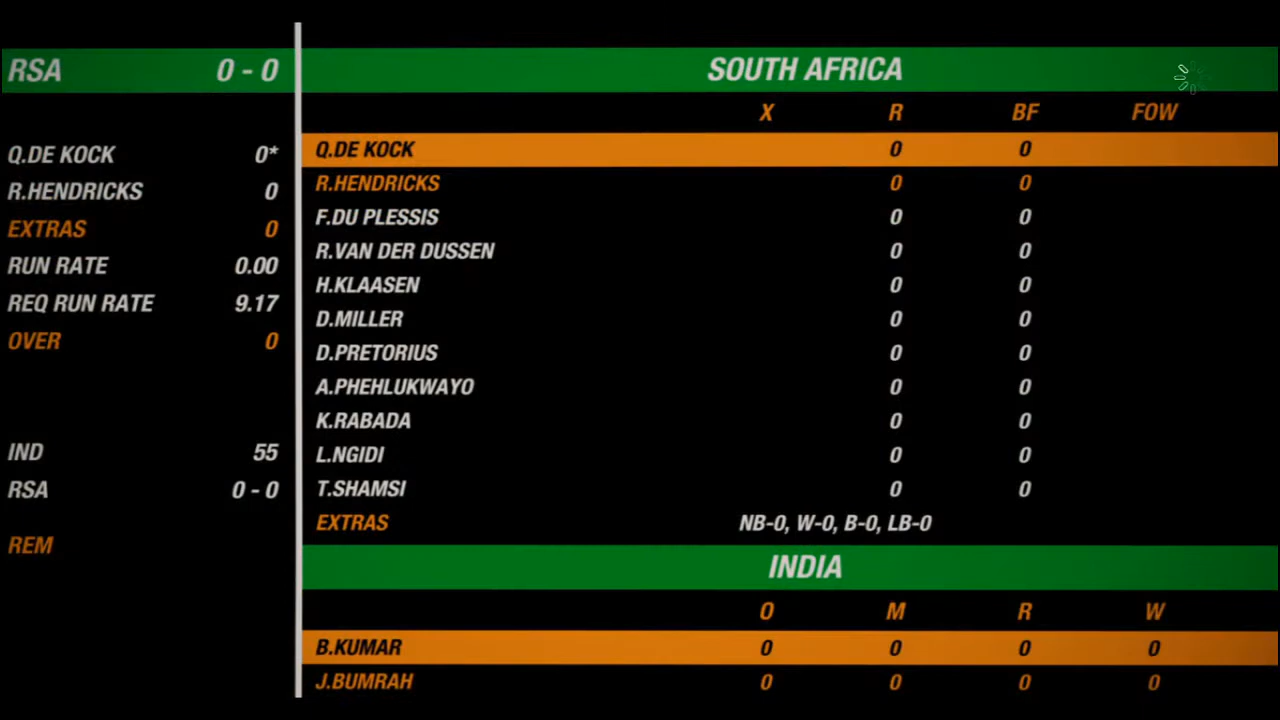 RSA 0 - 0
Q.DE KOCK 0*
R.HENDRICKS 0
EXTRAS 0
RUN RATE 0.00
REQ RUN RATE 9.17
OVER 0
IND 55
RSA 0 - 0
REM
SOUTH AFRICA
X R BF FOW
Q.DE KOCK 0 0
R.HENDRICKS 0 0
F.DU PLESSIS 0 0
R.VAN DER DUSSEN 0 0
H.KLAASEN 0 0
D.MILLER 0 0
D.PRETORIUS 0 0
A.PHEHLUKWAYO 0 0
K.RABADA 0 0
L.NGIDI 0 0
T.SHAMSI 0 0
EXTRAS NB-0, W-0, B-0, LB-0
INDIA
O M R W
B.KUMAR 0 0 0 0
J.BUMRAH 0 0 0 0